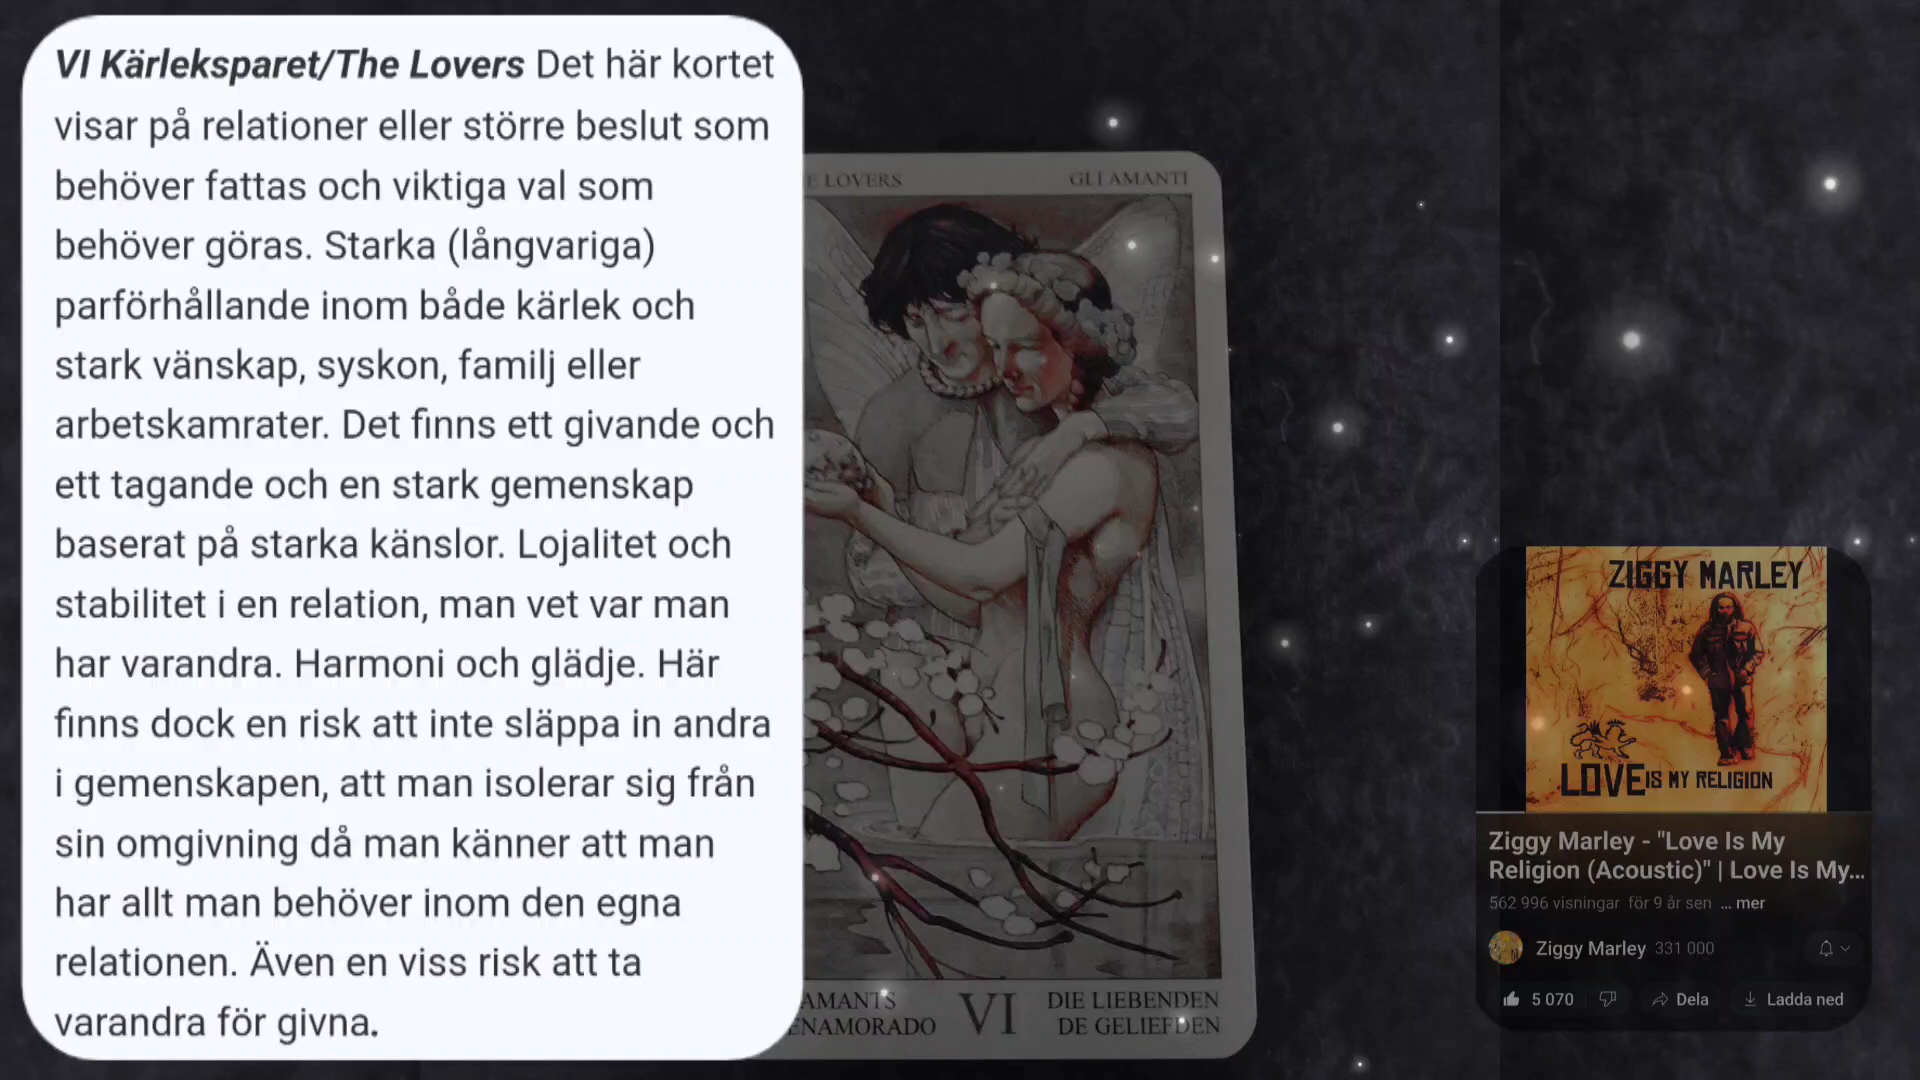 VI Kärleksparet/The Lovers Det här kortet
visar på relationer eller större beslut som
behöver fattas och viktiga val som
behöver göras. Starka (långvariga)
parförhållande inom både kärlek och
stark vänskap, syskon, familj eller
arbetskamrater. Det finns ett givande och
ett tagande och en stark gemenskap
baserat på starka känslor. Lojalitet och
stabilitet i en relation, man vet var man
har varandra. Harmoni och glädje. Här
finns dock en risk att inte släppa in andra
i gemenskapen, att man isolerar sig från
sin omgivning då man känner att man
har allt man behöver inom den egna
relationen. Även en viss risk att ta
varandra för givna.
LOVERS
GLI AMANTI
AMANTS
ENAMORADO
VI
DIE LIEBENDEN
DE GELIEFDEN
ZIGGY MARLEY
LOVE IS MY RELIGION
Ziggy Marley - "Love Is My
Religion (Acoustic)" | Love Is My...
562 996 visningar för 9 år sen ... mer
Ziggy Marley 331 000
5 070 Dela Ladda ned